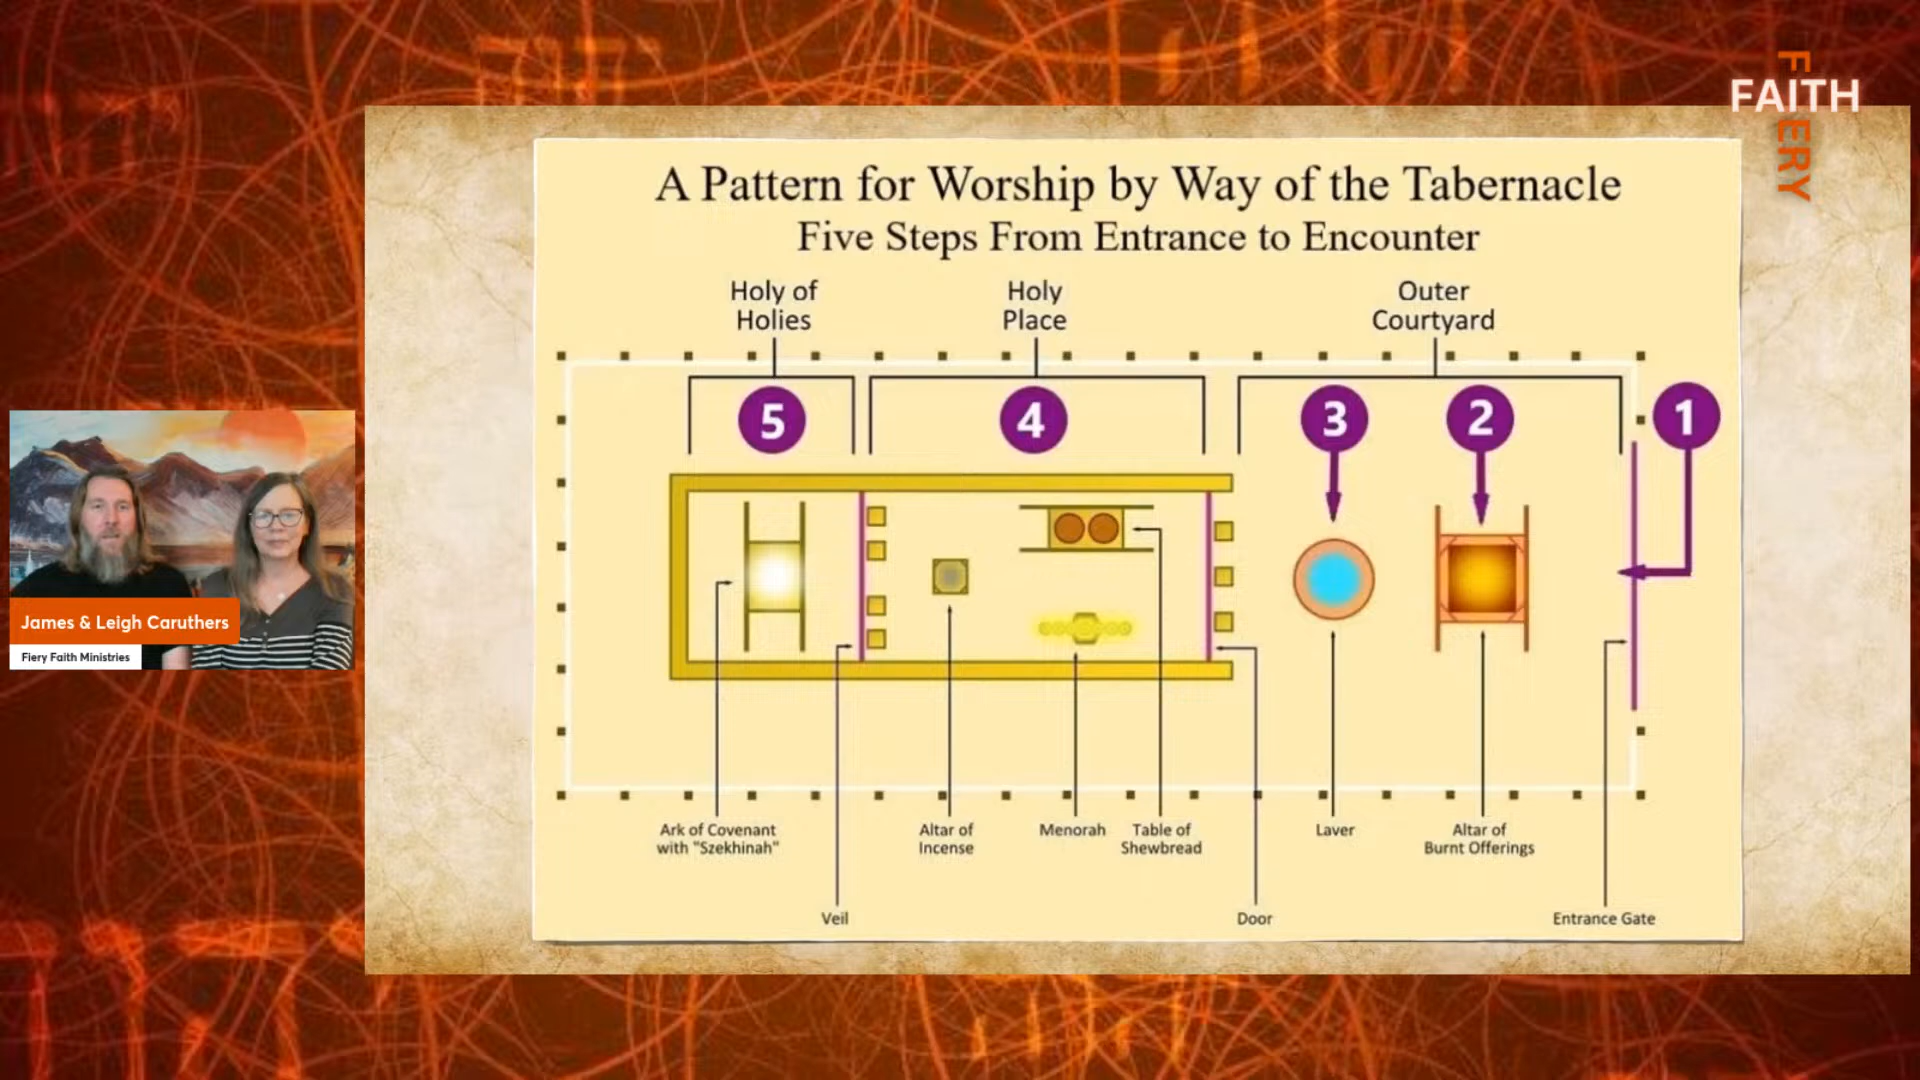 FAITH
FIERY
A Pattern for Worship by Way of the Tabernacle
Five Steps From Entrance to Encounter
Holy of
Holies
Holy
Place
Outer
Courtyard
5
4
3
2
1
James & Leigh Caruthers
Fiery Faith Ministries
Ark of Covenant
with "Szekhinah"
Altar of
Incense
Menorah
Table of
Shewbread
Laver
Altar of
Burnt Offerings
Veil
Door
Entrance Gate